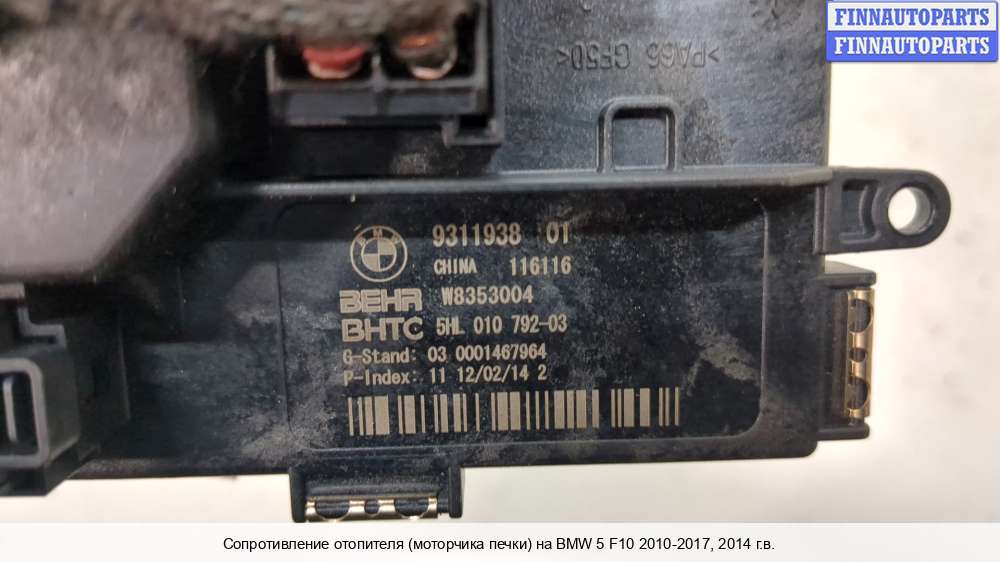 FINNAUTOPARTS
FINNAUTOPARTS
>PA66 GF50<
BMW
9311938 01
CHINA 116116
BEHR W8353004
BHTC 5HL 010 792-03
G-Stand: 03 0001467964
P-Index: 11 12/02/14 2
Сопротивление отопителя (моторчика печки) на BMW 5 F10 2010-2017, 2014 г.в.